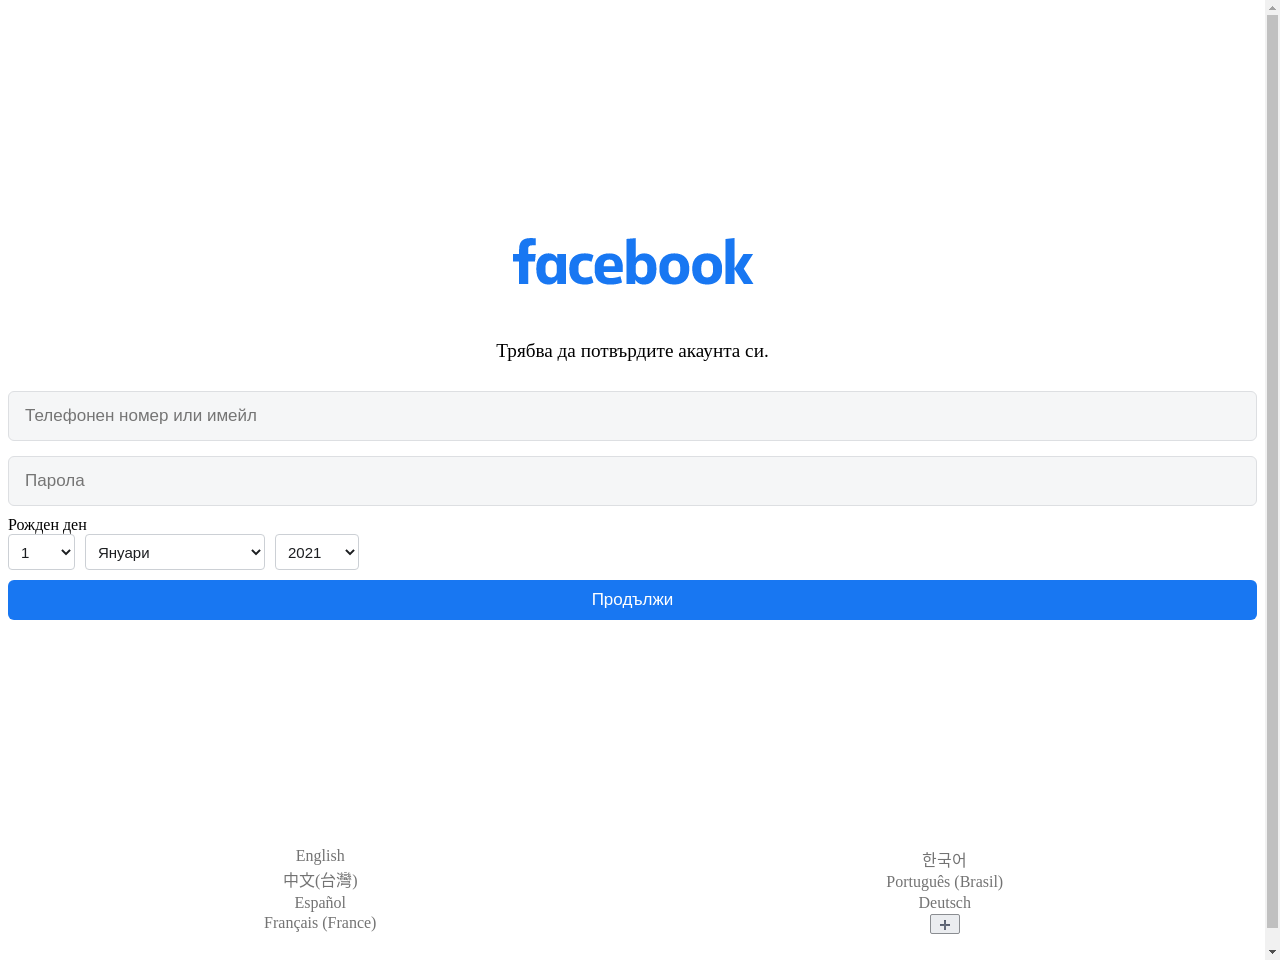 facebook
Трябва да потвърдите акаунта си.
Телефонен номер или имейл
Парола
Рожден ден
1 Януари 2021
Продължи
English
中文(台灣)
Español
Français (France)
한국어
Português (Brasil)
Deutsch